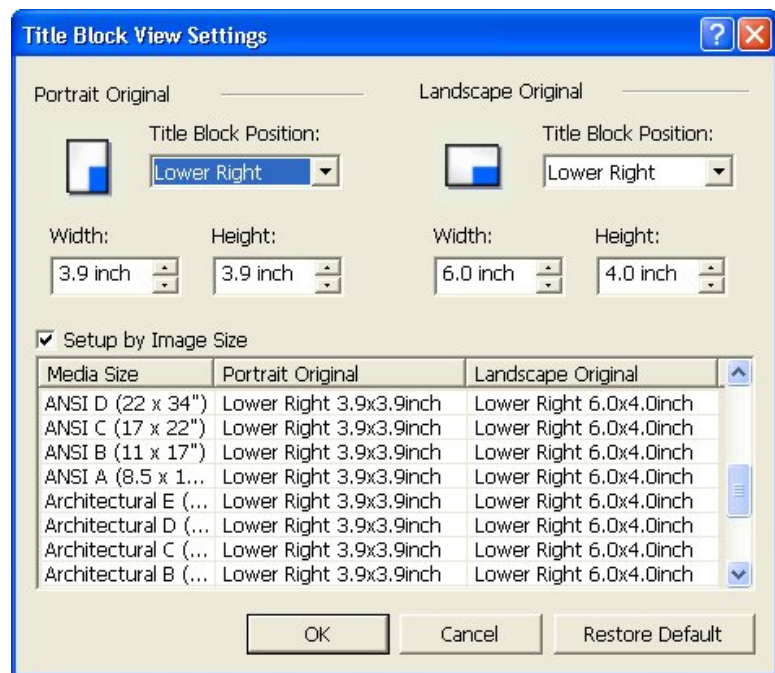 Title Block View Settings
Portrait Original Landscape Original
Title Block Position: Title Block Position:
Lower Right Lower Right
Width: Height: Width: Height:
3.9 inch 3.9 inch 6.0 inch 4.0 inch
Setup by Image Size
Media Size Portrait Original Landscape Original
ANSI D (22 x 34") Lower Right 3.9x3.9inch Lower Right 6.0x4.0inch
ANSI C (17 x 22") Lower Right 3.9x3.9inch Lower Right 6.0x4.0inch
ANSI B (11 x 17") Lower Right 3.9x3.9inch Lower Right 6.0x4.0inch
ANSI A (8.5 x 1... Lower Right 3.9x3.9inch Lower Right 6.0x4.0inch
Architectural E (... Lower Right 3.9x3.9inch Lower Right 6.0x4.0inch
Architectural D (... Lower Right 3.9x3.9inch Lower Right 6.0x4.0inch
Architectural C (... Lower Right 3.9x3.9inch Lower Right 6.0x4.0inch
Architectural B (... Lower Right 3.9x3.9inch Lower Right 6.0x4.0inch
OK Cancel Restore Default